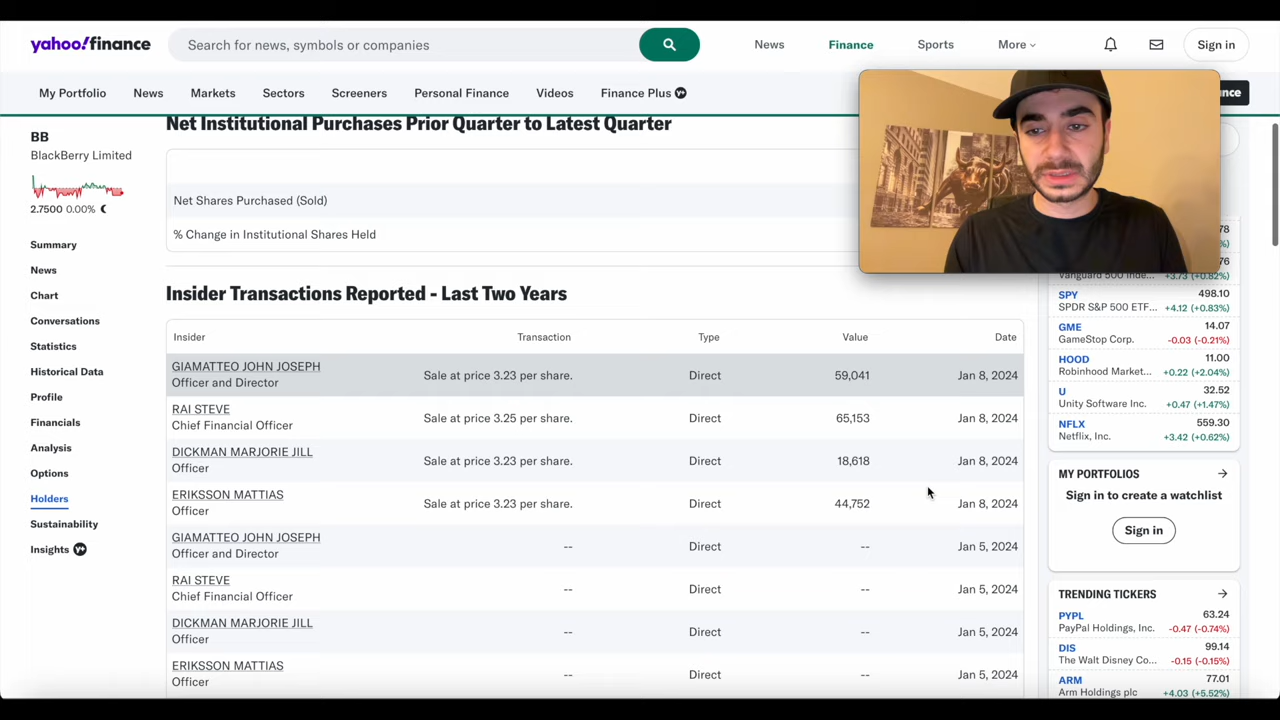 yahoo!finance
Search for news, symbols or companies
News
Finance
Sports
More
Sign in
My Portfolio
News
Markets
Sectors
Screeners
Personal Finance
Videos
Finance Plus
BB
BlackBerry Limited
2.7500 0.00%
Summary
News
Chart
Conversations
Statistics
Historical Data
Profile
Financials
Analysis
Options
Holders
Sustainability
Insights
Net Institutional Purchases Prior Quarter to Latest Quarter
Net Shares Purchased (Sold)
% Change in Institutional Shares Held
Insider Transactions Reported - Last Two Years
Insider Transaction Type Value Date
GIAMATTEO JOHN JOSEPH
Officer and Director
Sale at price 3.23 per share. Direct 59,041 Jan 8, 2024
RAI STEVE
Chief Financial Officer
Sale at price 3.25 per share. Direct 65,153 Jan 8, 2024
DICKMAN MARJORIE JILL
Officer
Sale at price 3.23 per share. Direct 18,618 Jan 8, 2024
ERIKSSON MATTIAS
Officer
Sale at price 3.23 per share. Direct 44,752 Jan 8, 2024
GIAMATTEO JOHN JOSEPH
Officer and Director
-- Direct -- Jan 5, 2024
RAI STEVE
Chief Financial Officer
-- Direct -- Jan 5, 2024
DICKMAN MARJORIE JILL
Officer
-- Direct -- Jan 5, 2024
ERIKSSON MATTIAS
Officer
-- Direct -- Jan 5, 2024
+3.73 (+0.82%)
SPY 498.10
SPDR S&P 500 ETF... +4.12 (+0.83%)
GME 14.07
GameStop Corp. -0.03 (-0.21%)
HOOD 11.00
Robinhood Market... +0.22 (+2.04%)
U 32.52
Unity Software Inc. +0.47 (+1.47%)
NFLX 559.30
Netflix, Inc. +3.42 (+0.62%)
MY PORTFOLIOS
Sign in to create a watchlist
Sign in
TRENDING TICKERS
PYPL 63.24
PayPal Holdings, Inc. -0.47 (-0.74%)
DIS 99.14
The Walt Disney Co... -0.15 (-0.15%)
ARM 77.01
Arm Holdings plc +4.03 (+5.52%)